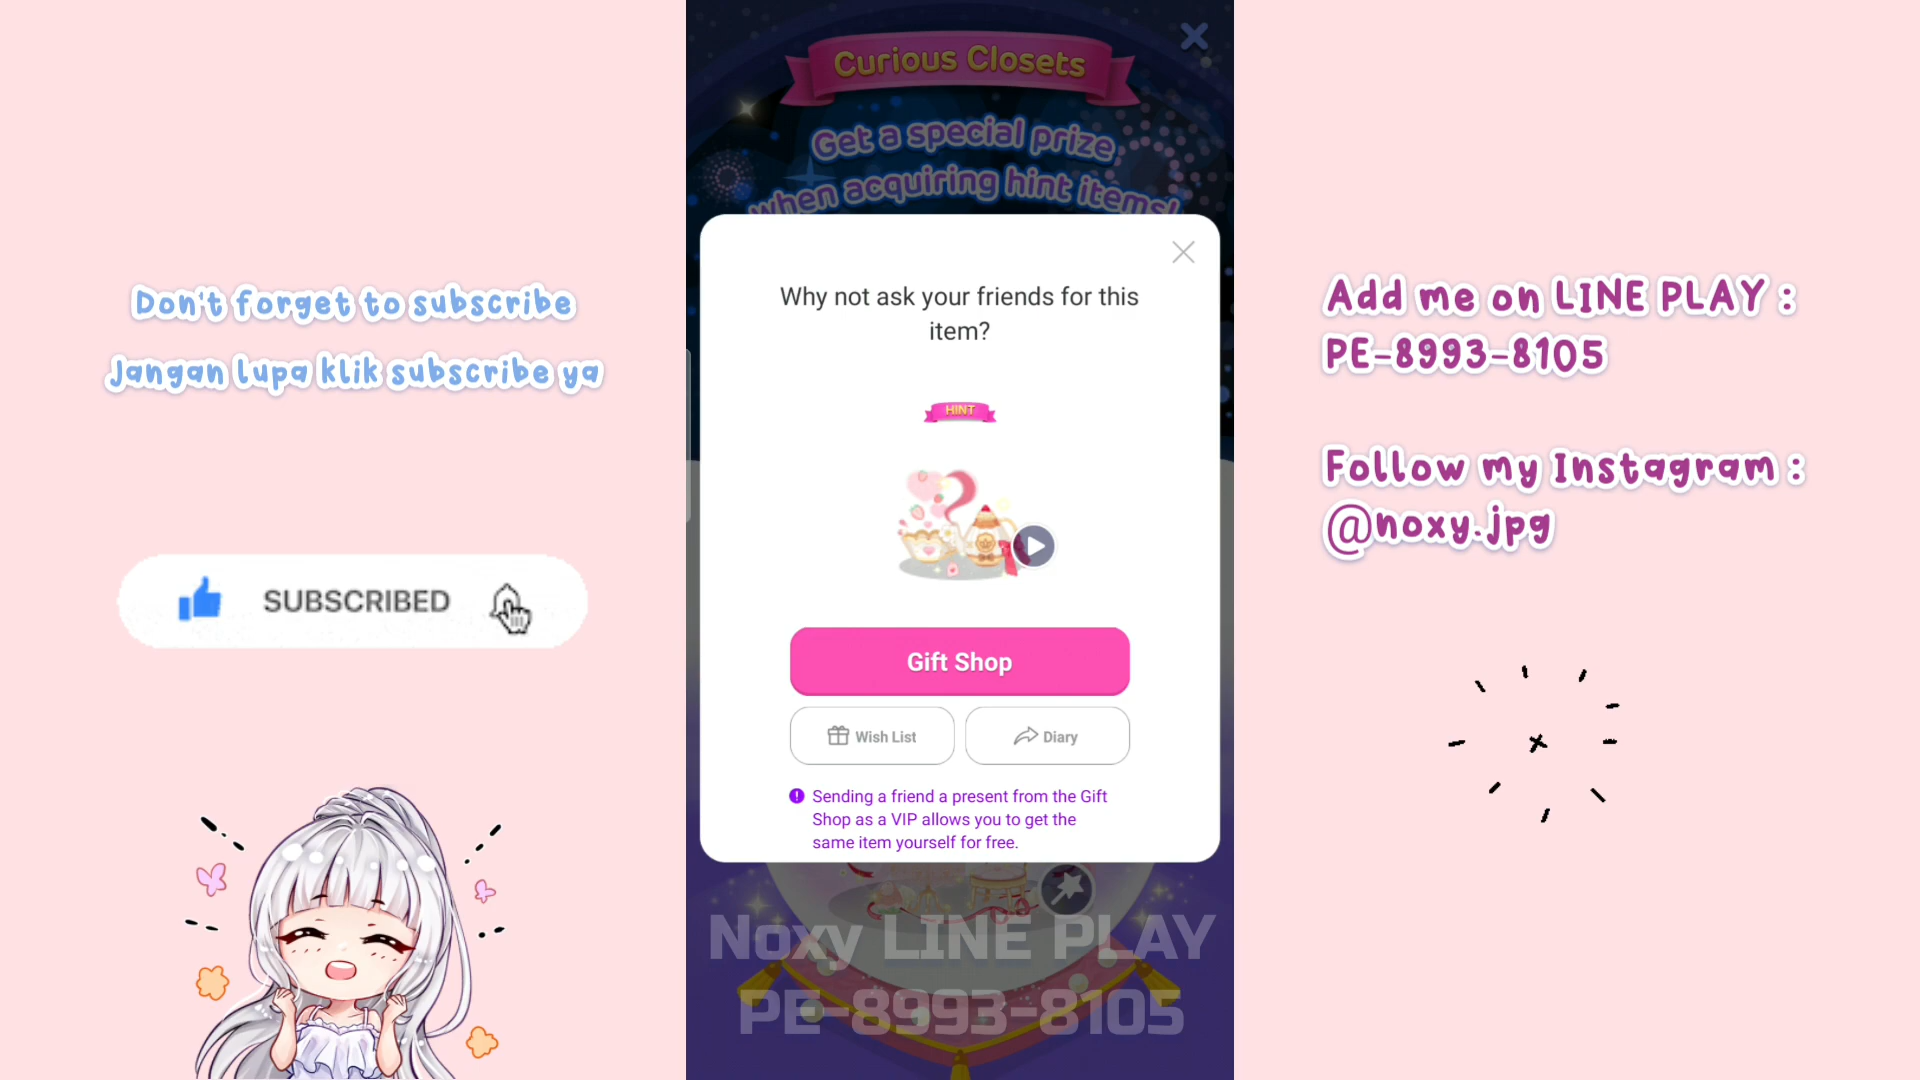 Don't forget to subscribe
Jangan lupa klik subscribe ya
SUBSCRIBED
Curious Closets
Get a special prize
when acquiring hint items!
Why not ask your friends for this
item?
HINT
Gift Shop
Wish List
Diary
Sending a friend a present from the Gift
Shop as a VIP allows you to get the
same item yourself for free.
Noxy LINE PLAY
PE-8993-8105
Add me on LINE PLAY :
PE-8993-8105
Follow my Instagram :
@noxy.jpg